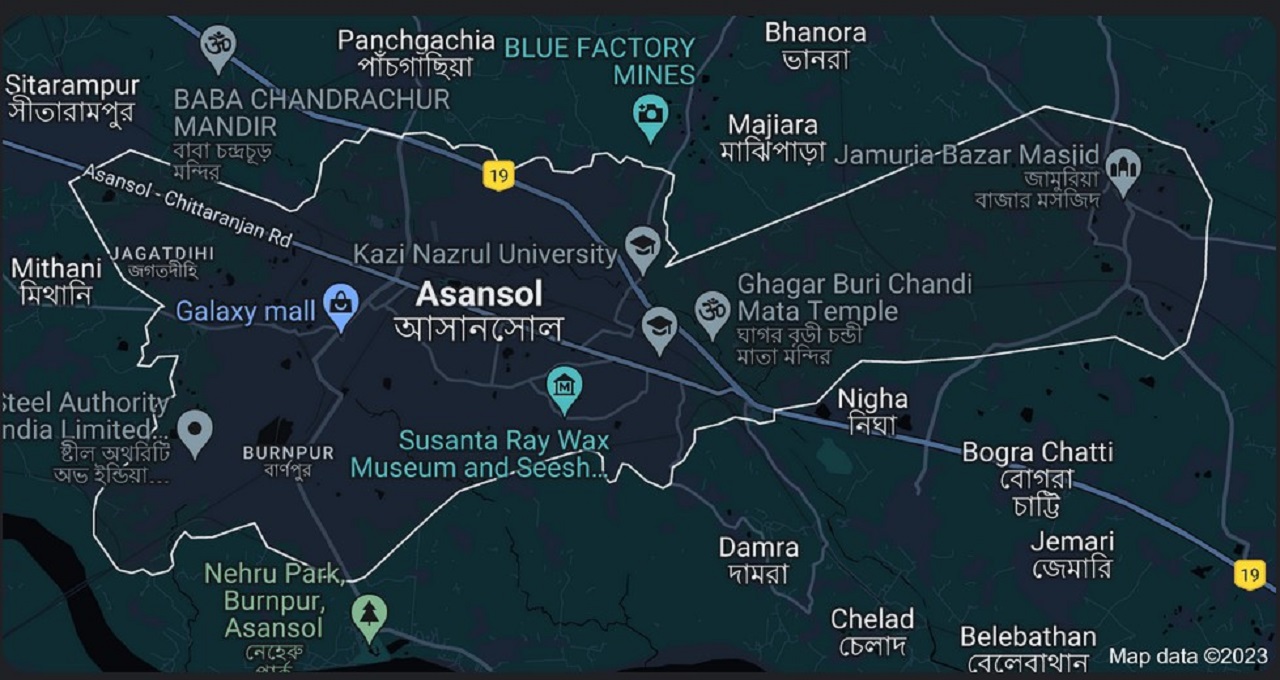 Panchgachia
পাঁচগাছিয়া
BLUE FACTORY
MINES
Bhanora
ভানরা
Sitarampur
সীতারামপুর
BABA CHANDRACHUR
MANDIR
বাবা চন্দ্রচূড়
মন্দির
Majiara
মাঝিপাড়া
Jamuria Bazar Masjid
জামুরিয়া
বাজার মসজিদ
19
Asansol - Chittaranjan Rd
JAGATDIHI
জগতদীহি
Kazi Nazrul University
Mithani
মিথানি
Galaxy mall
Asansol
আসানসোল
Ghagar Buri Chandi
Mata Temple
ঘাগর বুড়ী চন্ডী
মাতা মন্দির
Steel Authority
ndia Limited...
ষ্টীল অথরিটি
অভ ইন্ডিয়া...
BURNPUR
বার্ণপুর
M
Susanta Ray Wax
Museum and Seesh...
Nigha
নিঘা
Bogra Chatti
বোগরা
চাট্টি
Damra
দামরা
Jemari
জেমারি
19
Nehru Park,
Burnpur,
Asansol
নেহেরু
পার্ক
Chelad
চেলাদ
Belebathan
বেলেবাথান
Map data ©2023